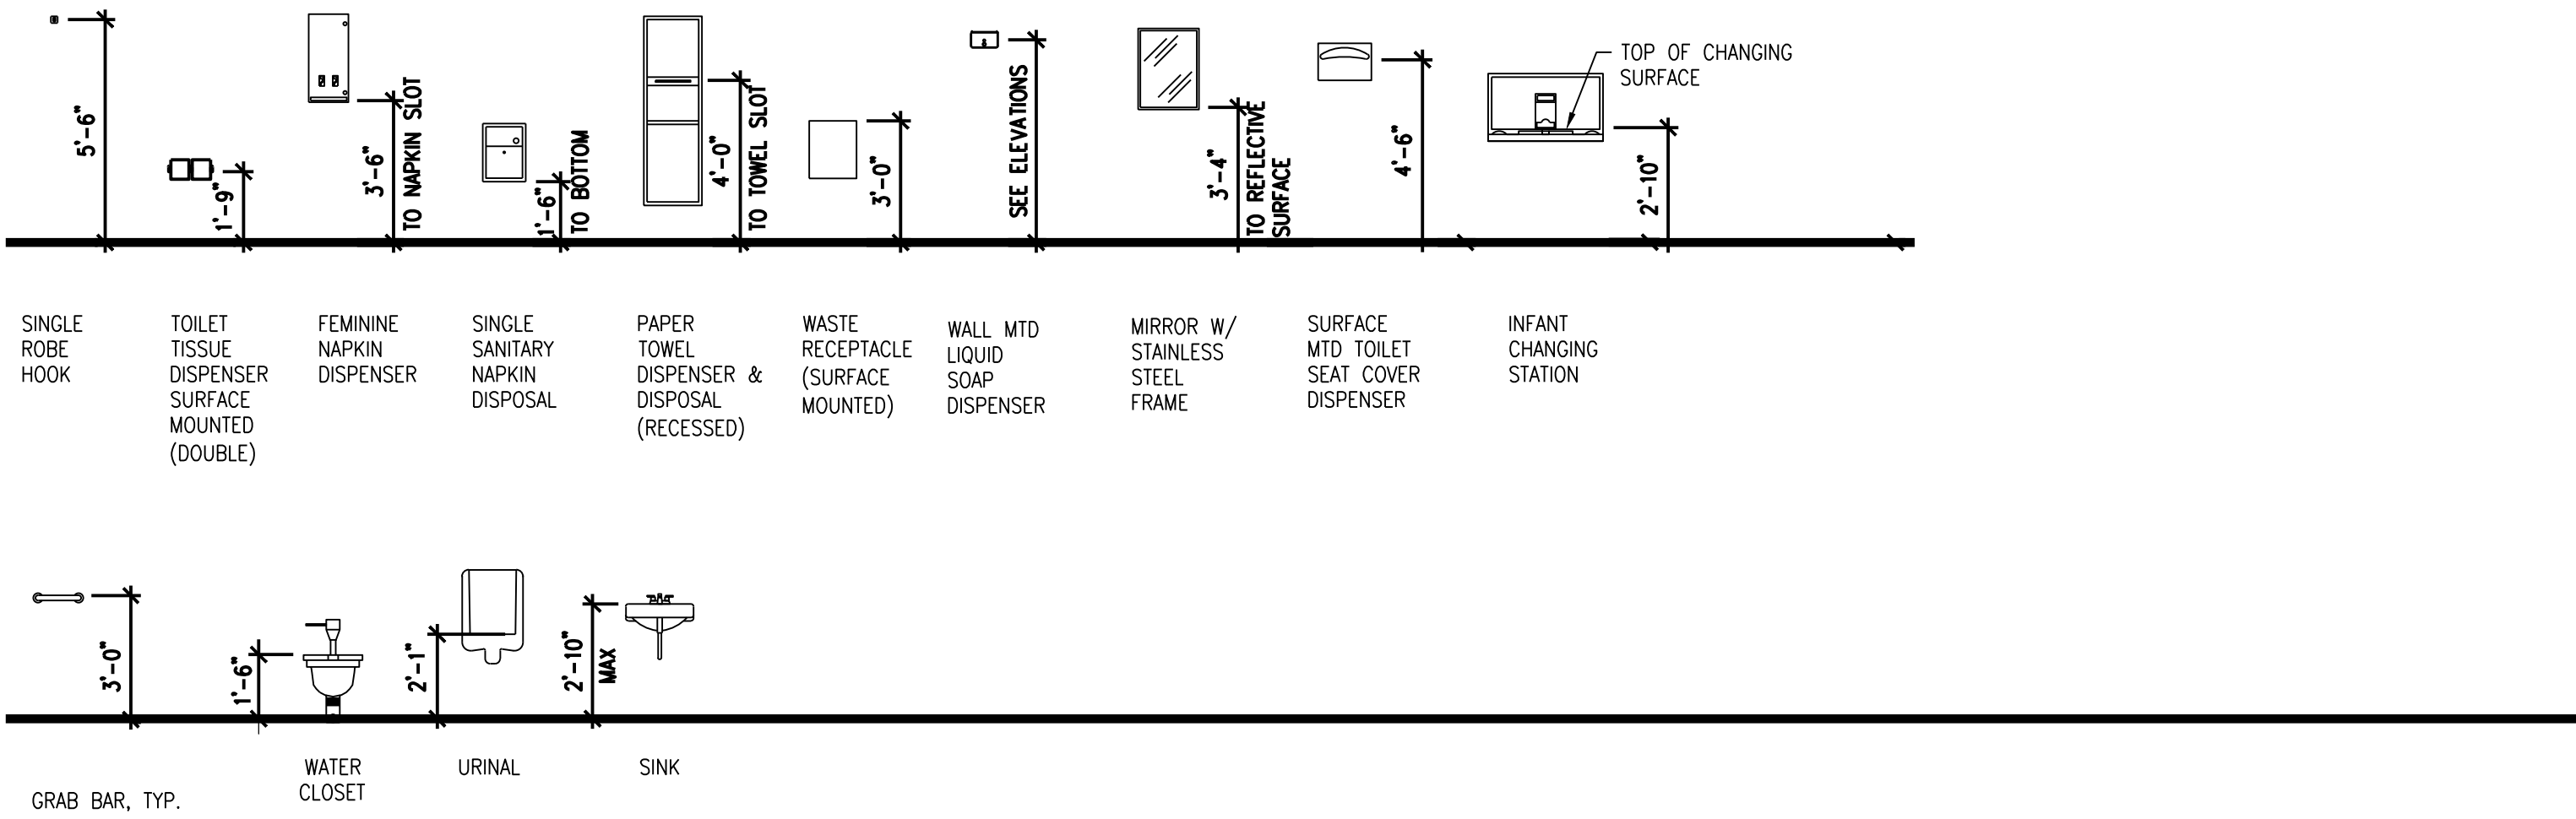 5'-6"
1'-9"
3'-6"
TO NAPKIN SLOT
1'-6"
TO BOTTOM
4'-0"
TO TOWEL SLOT
3'-0"
SEE ELEVATIONS
3'-4"
TO REFLECTIVE
SURFACE
4'-6"
TOP OF CHANGING
SURFACE
2'-10"
SINGLE
ROBE
HOOK
TOILET
TISSUE
DISPENSER
SURFACE
MOUNTED
(DOUBLE)
FEMININE
NAPKIN
DISPENSER
SINGLE
SANITARY
NAPKIN
DISPOSAL
PAPER
TOWEL
DISPENSER &
DISPOSAL
(RECESSED)
WASTE
RECEPTACLE
(SURFACE
MOUNTED)
WALL MTD
LIQUID
SOAP
DISPENSER
MIRROR W/
STAINLESS
STEEL
FRAME
SURFACE
MTD TOILET
SEAT COVER
DISPENSER
INFANT
CHANGING
STATION
3'-0"
1'-6"
2'-1"
2'-10"
MAX
GRAB BAR, TYP.
WATER
CLOSET
URINAL
SINK